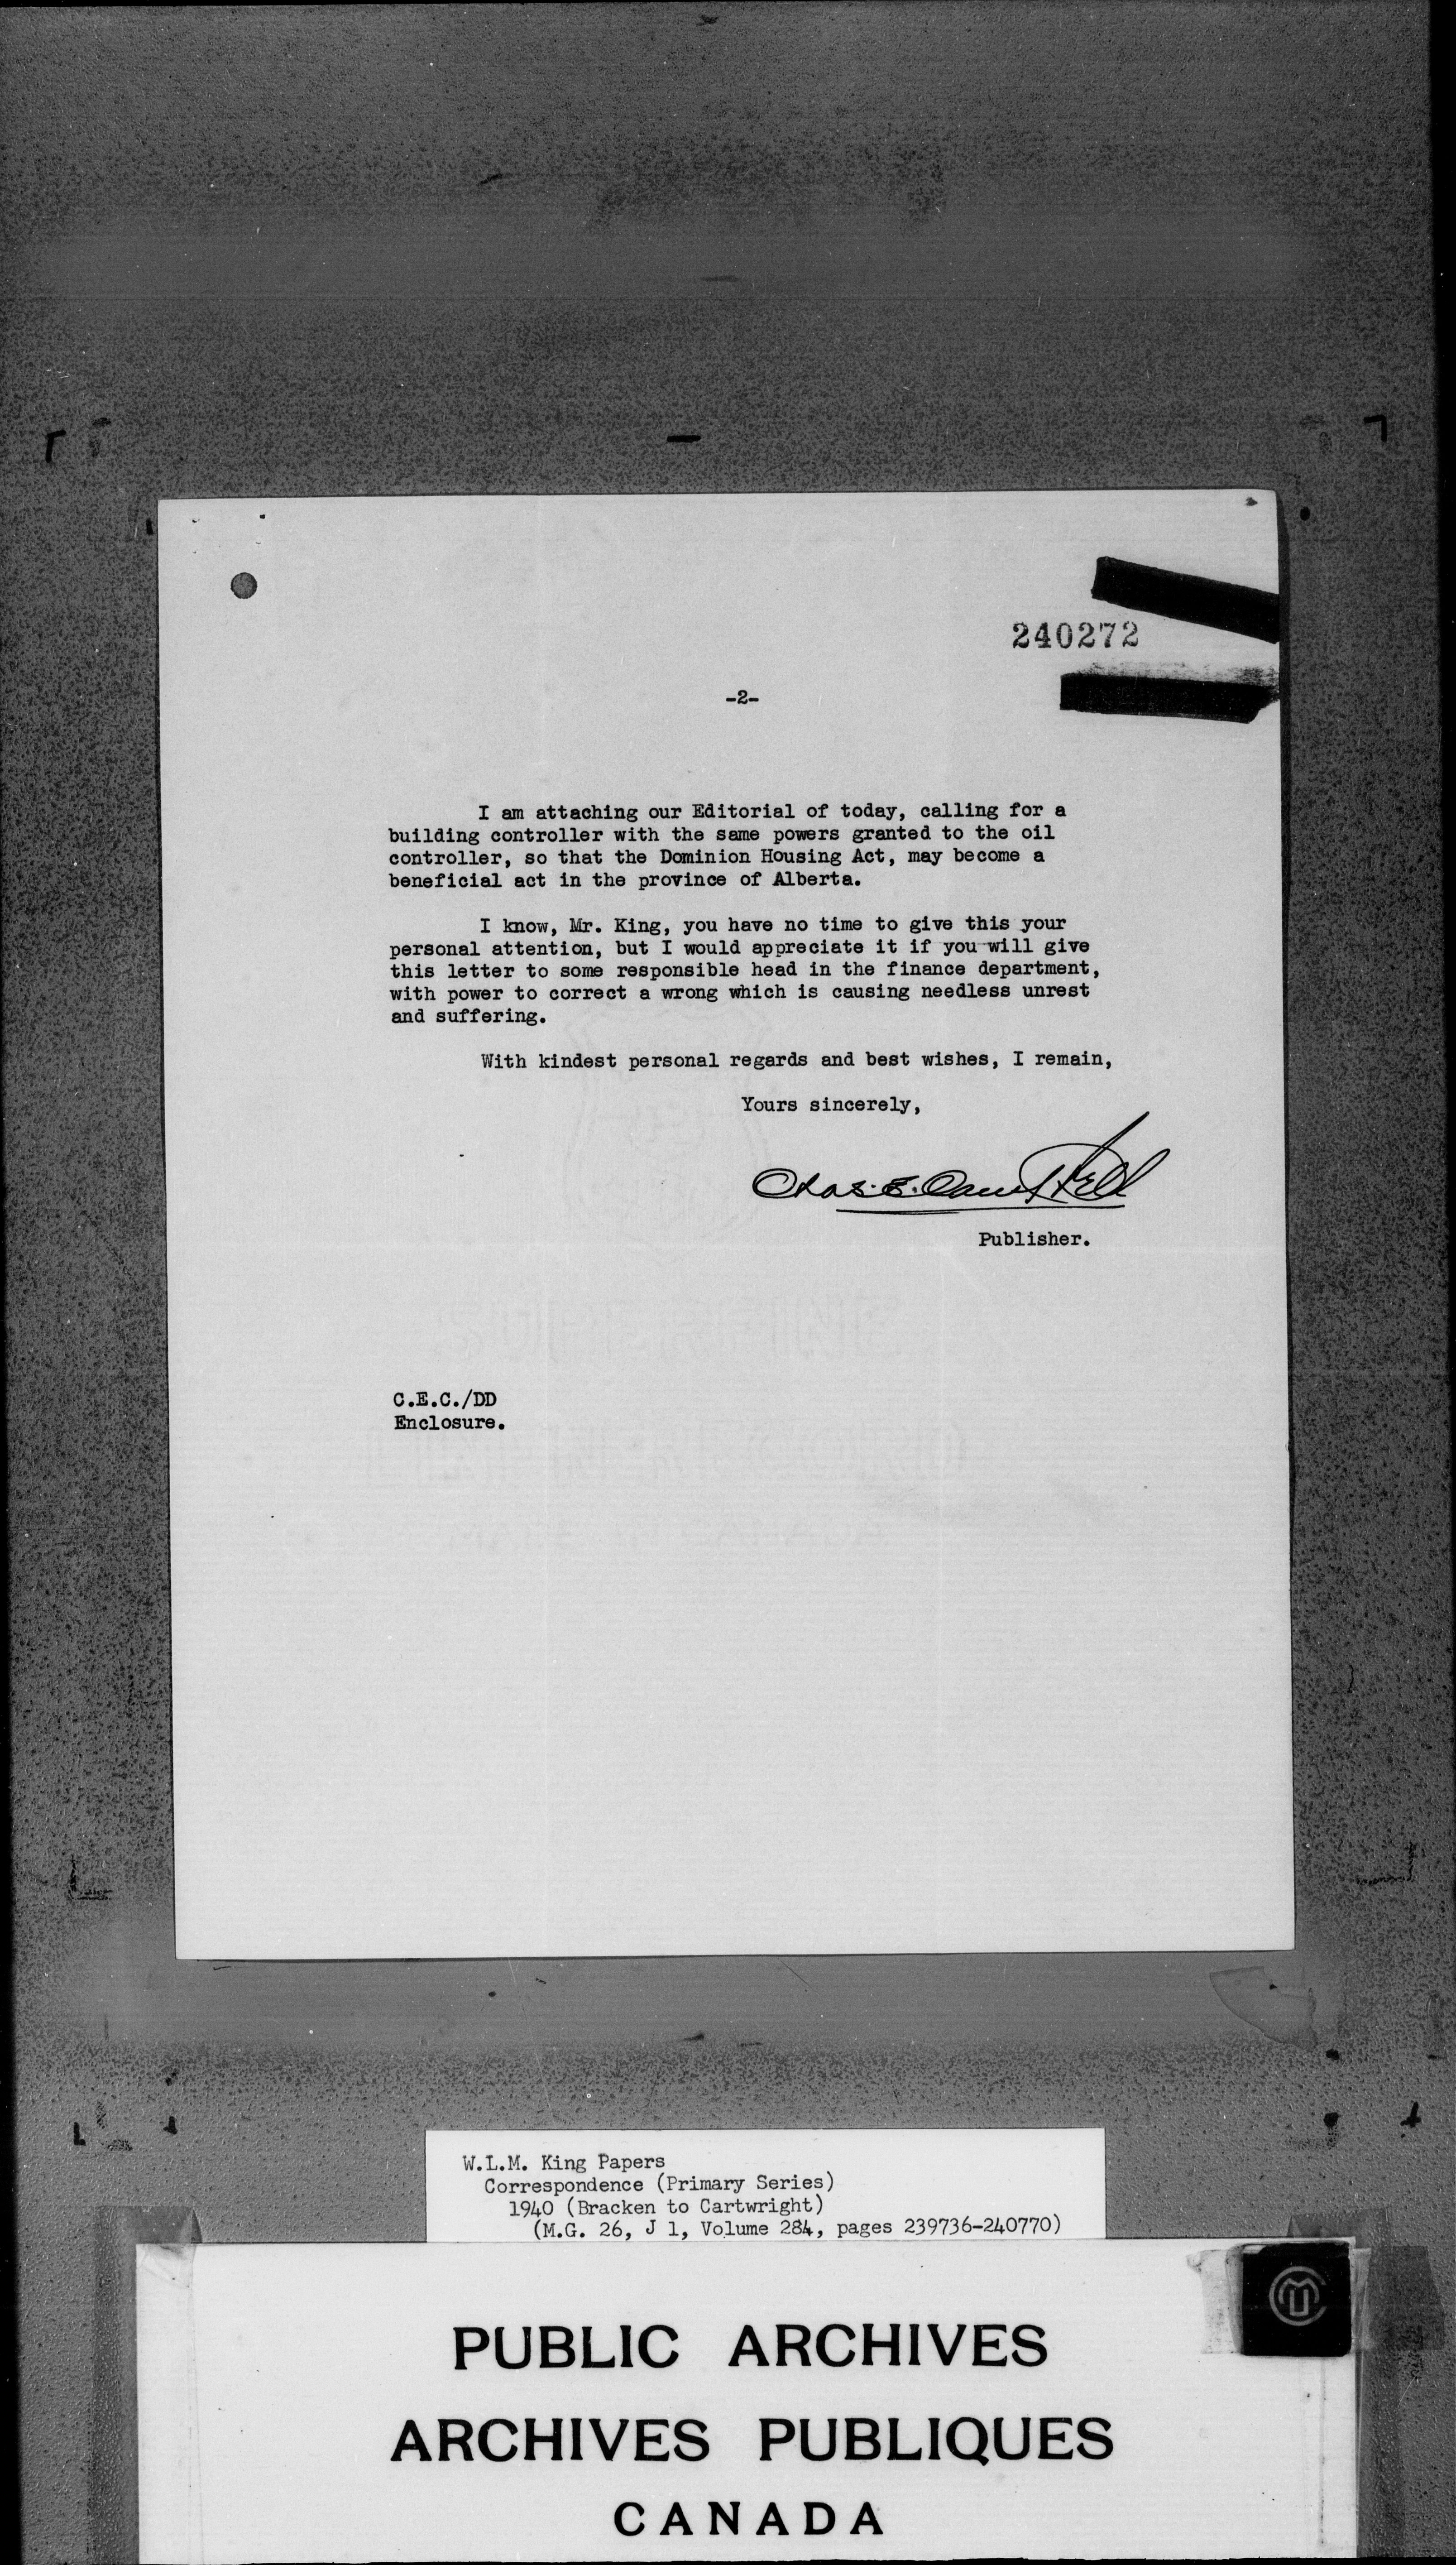 240272
-2-
I am attaching our Editorial of today, calling for a
building controller with the same powers granted to the oil
controller, so that the Dominion Housing Act, may become a
beneficial act in the province of Alberta.
I know, Mr. King, you have no time to give this your
personal attention, but I would appreciate it if you will give
this letter to some responsible head in the finance department,
with power to correct a wrong which is causing needless unrest
and suffering.
With kindest personal regards and best wishes, I remain,
Yours sincerely,
Chas. E. Campbell
Publisher.
C.E.C./DD
Enclosure.
W.L.M. King Papers
Correspondence (Primary Series)
1940 (Bracken to Cartwright)
(M.G. 26, J 1, Volume 284, pages 239736-240770)
PUBLIC ARCHIVES
ARCHIVES PUBLIQUES
CANADA